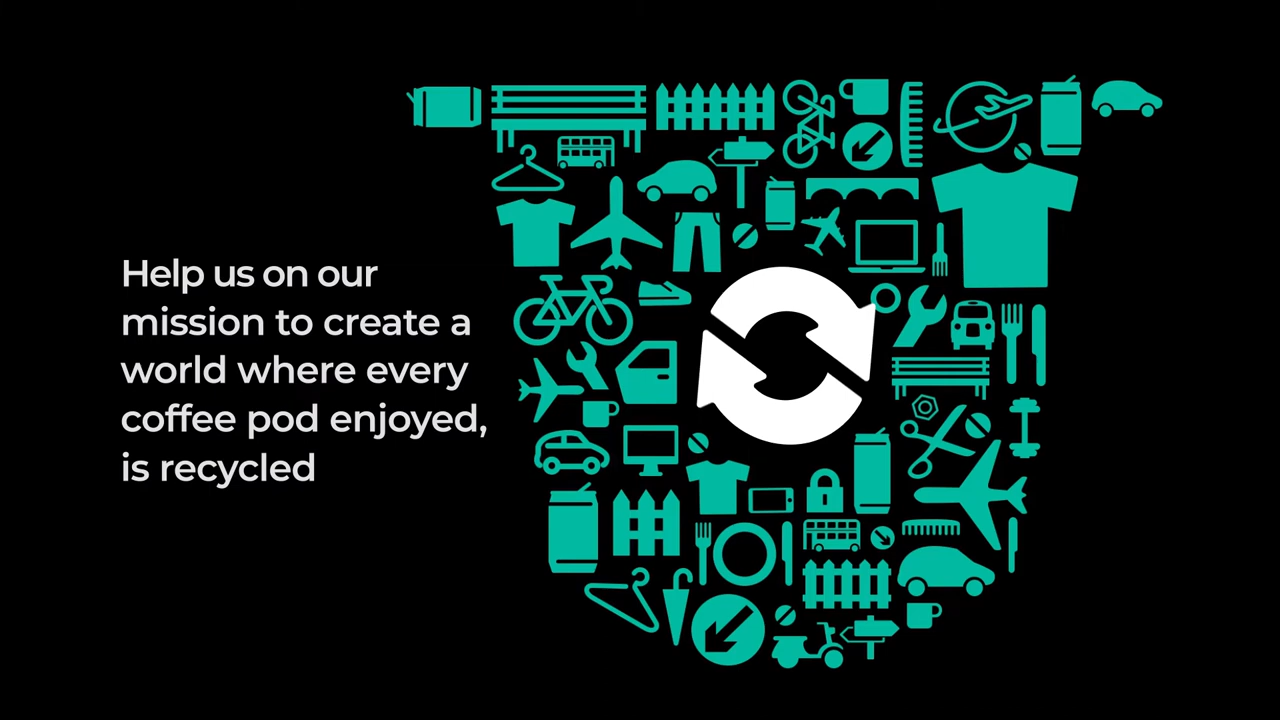 Help us on our
mission to create a
world where every
coffee pod enjoyed,
is recycled